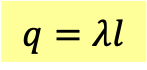 q = λl